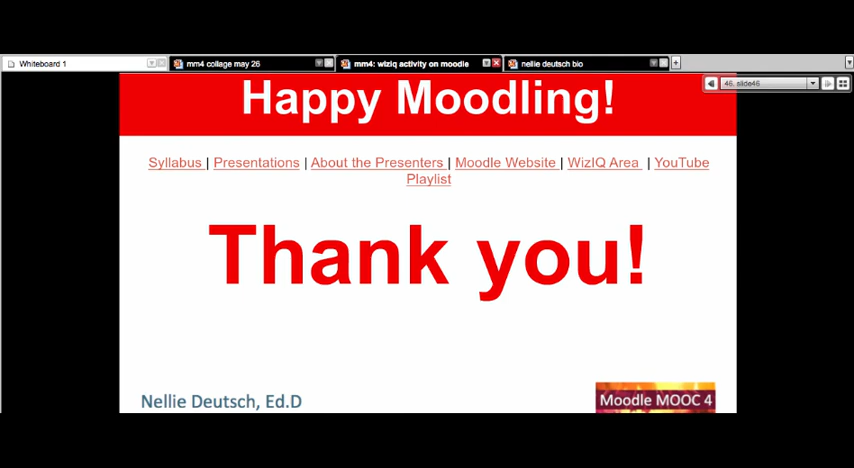 Whiteboard 1
mm4 collage may 26
mm4: wiziq activity on moodle
nellie deutsch bio
46. slide46
Happy Moodling!
Syllabus | Presentations | About the Presenters | Moodle Website | WizIQ Area | YouTube
Playlist
Thank you!
Nellie Deutsch, Ed.D
Moodle MOOC 4